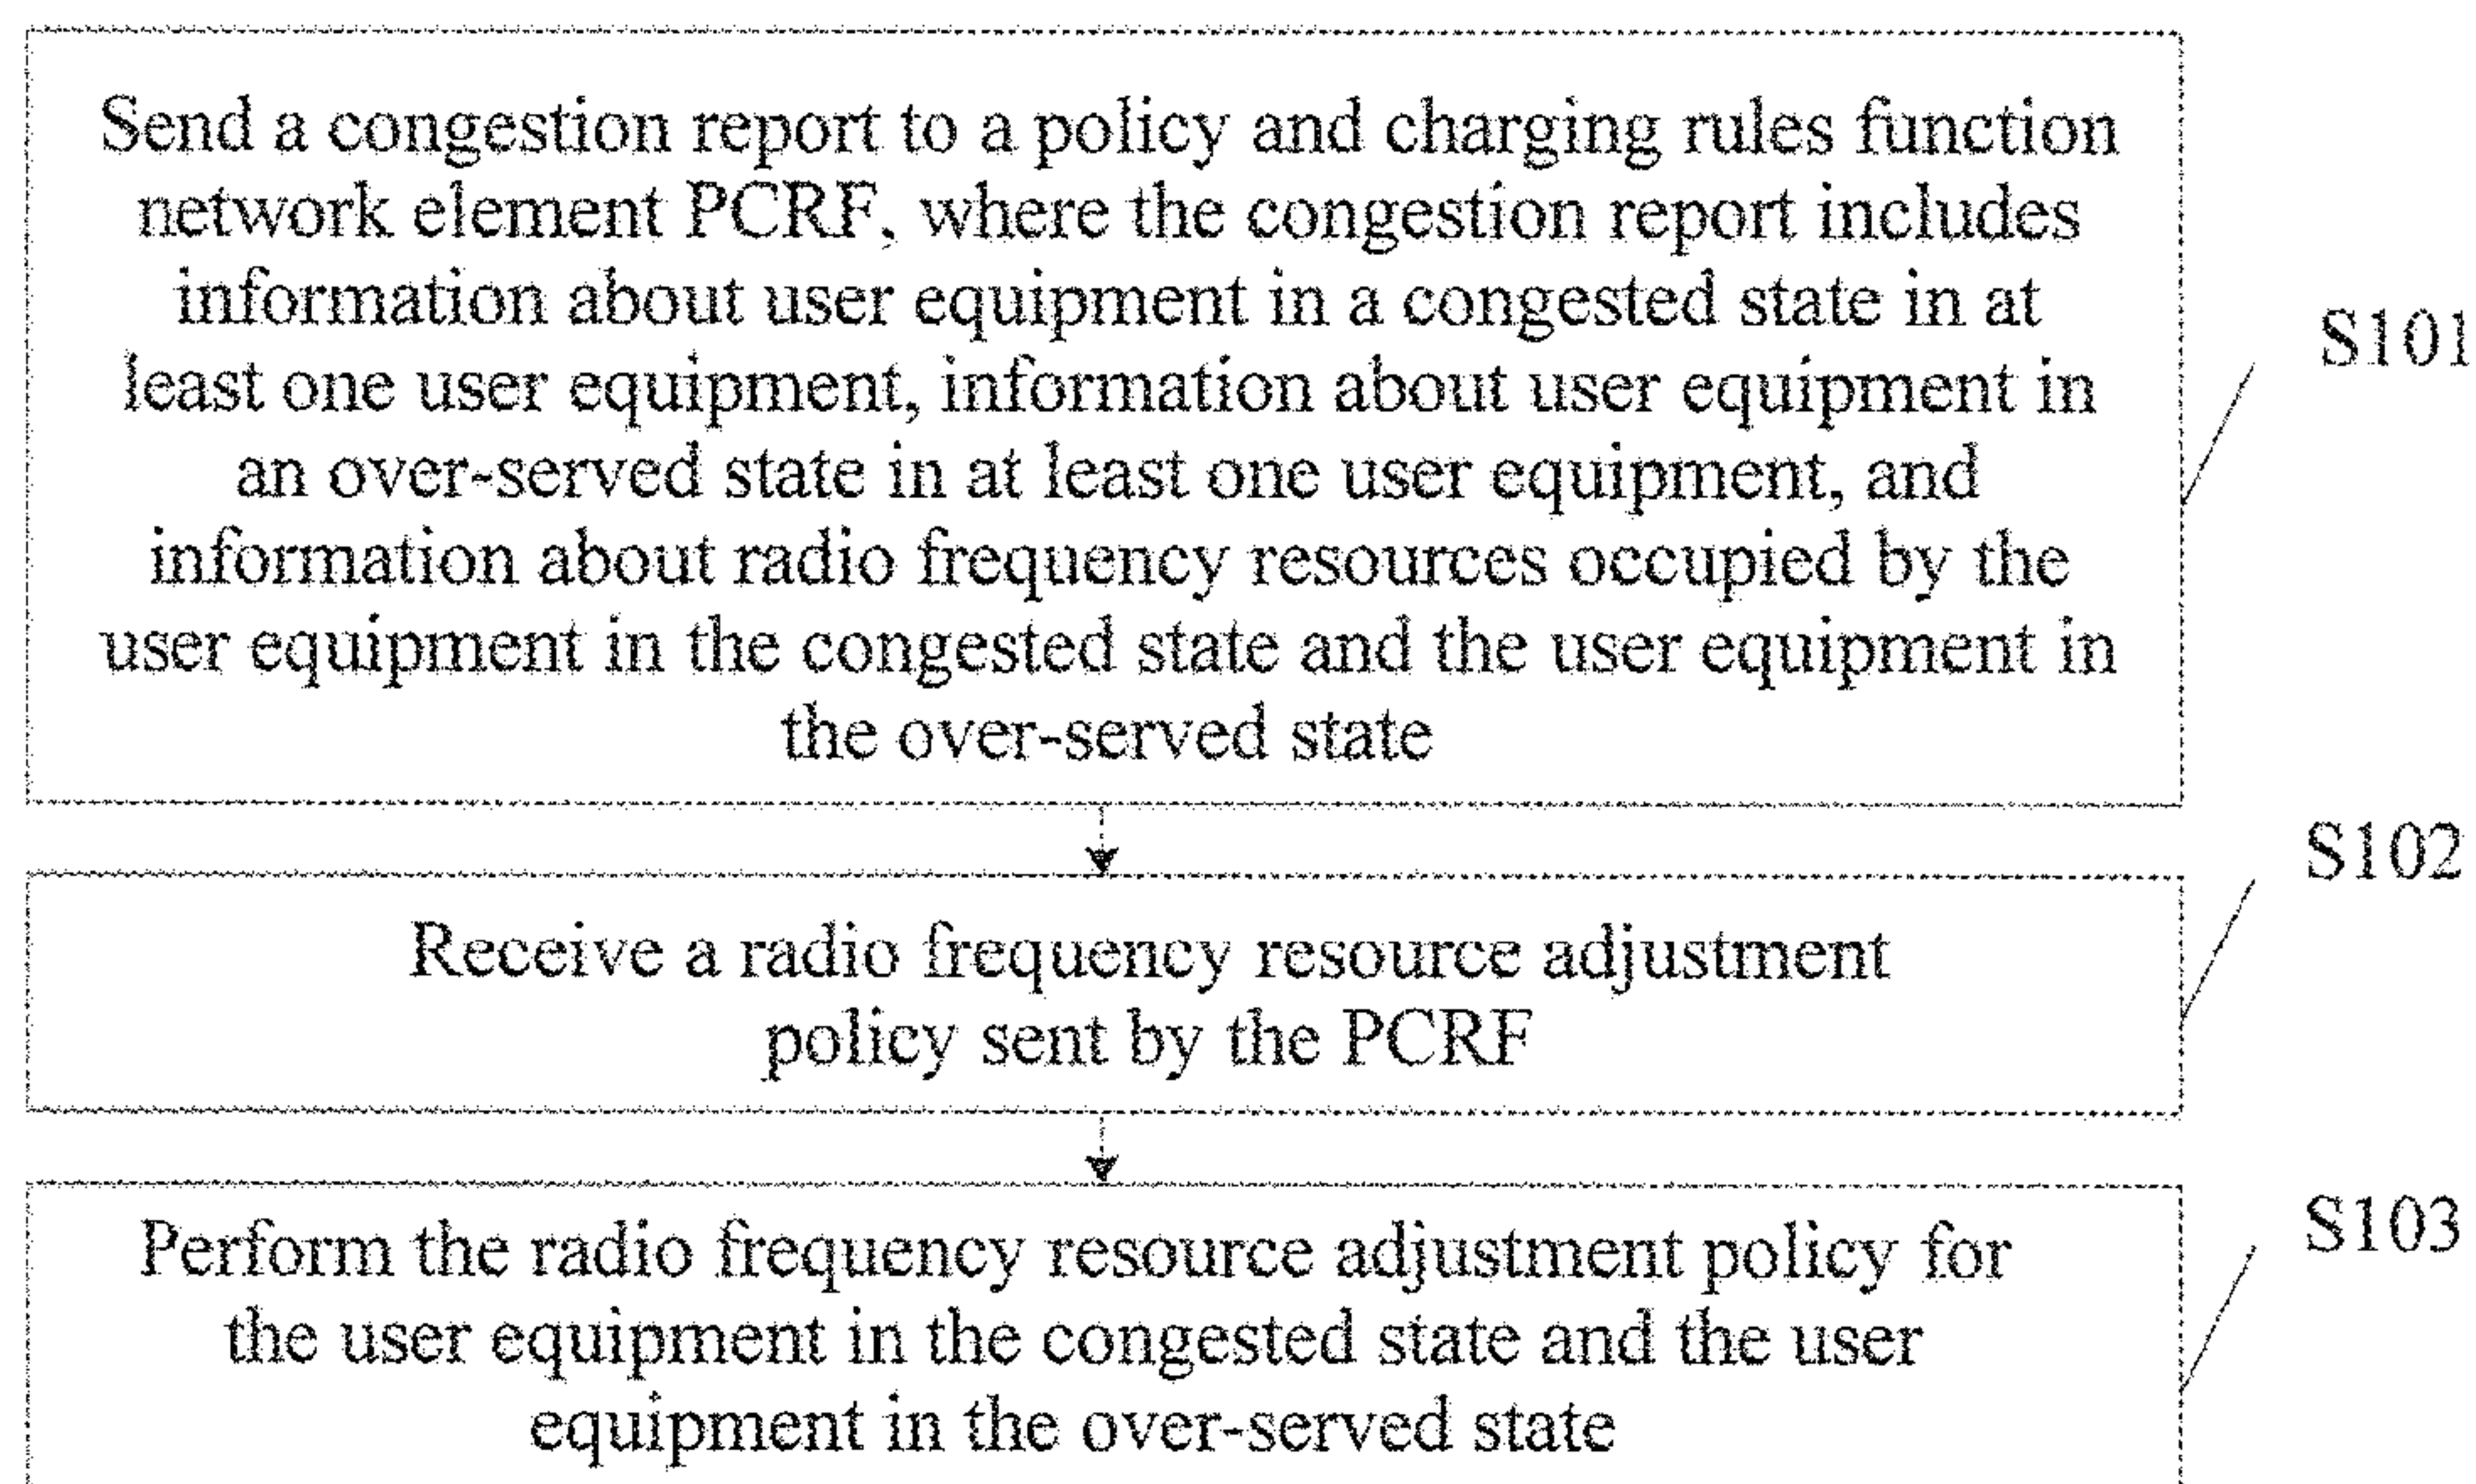 Send a congestion report to a policy and charging rules function
network element PCRF, where the congestion report includes
information about user equipment in a congested state in at
least one user equipment, information about user equipment in
an over-served state in at least one user equipment, and
information about radio frequency resources occupied by the
user equipment in the congested state and the user equipment in
the over-served state
S101
S102
Receive a radio frequency resource adjustment
policy sent by the PCRF
S103
Perform the radio frequency resource adjustment policy for
the user equipment in the congested state and the user
equipment in the over-served state